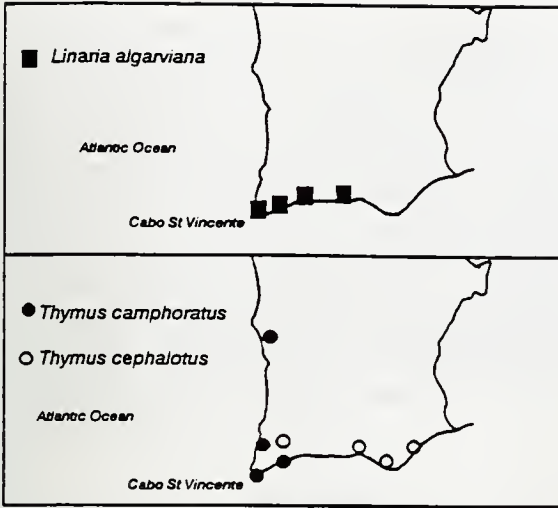 Linaria algarviana
Atlantic Ocean
Cabo St Vincente
Thymus camphoratus
Thymus cephalotus
Atlantic Ocean
Cabo St Vincente